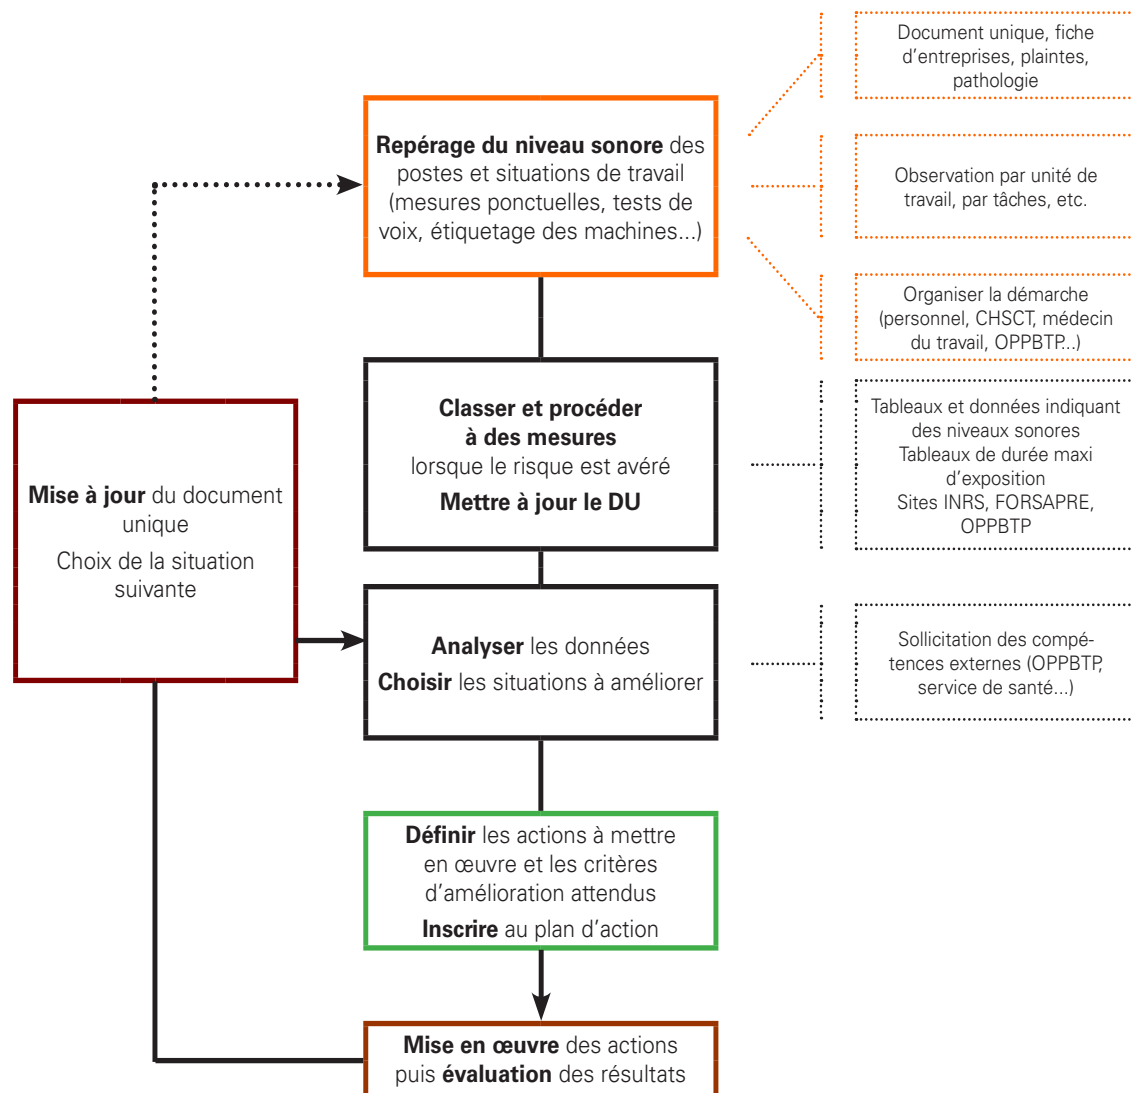 Document unique, fiche
d'entreprises, plaintes,
pathologie
Repérage du niveau sonore des
postes et situations de travail
(mesures ponctuelles, tests de
voix, étiquetage des machines...)
Observation par unité de
travail, par tâches, etc.
Organiser la démarche
(personnel, CHSCT, médecin
du travail, OPPBTP...)
Classer et procéder
à des mesures
lorsque le risque est avéré
Mettre à jour le DU
Tableaux et données indiquant
des niveaux sonores
Tableaux de durée maxi
d'exposition
Sites INRS, FORSAPRE,
OPPBTP
Mise à jour du document
unique
Choix de la situation
suivante
Analyser les données
Choisir les situations à améliorer
Sollicitation des compé-
tences externes (OPPBTP,
service de santé...)
Définir les actions à mettre
en œuvre et les critères
d'amélioration attendus
Inscrire au plan d'action
Mise en œuvre des actions
puis évaluation des résultats